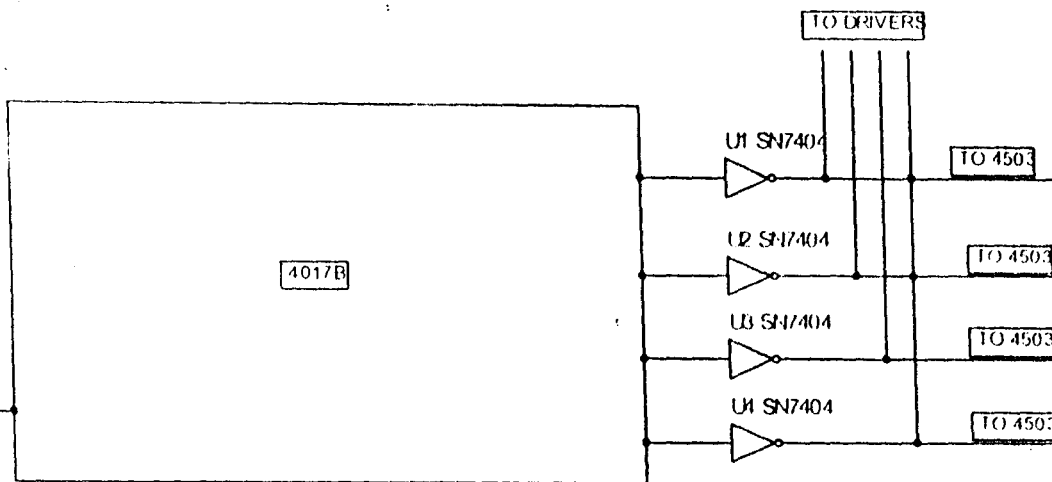 TO DRIVERS
U1 SN7404
TO 4503
U2 SN7404
TO 4503
4017B
U3 SN7404
TO 4503
U4 SN7404
TO 4503